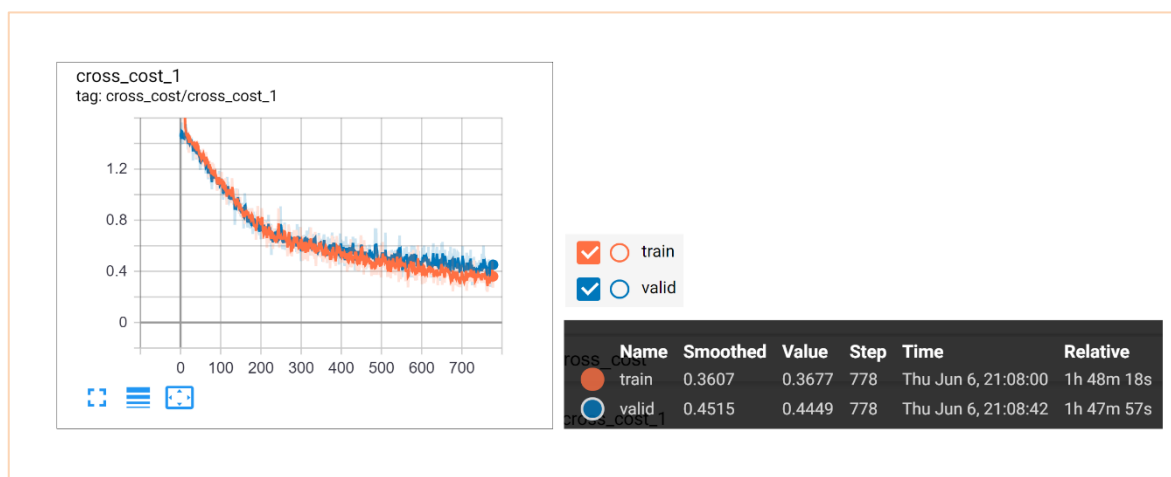 cross_cost_1
tag: cross_cost/cross_cost_1
1.2
0.8
0.4
0
0 100 200 300 400 500 600 700
train
valid
Name Smoothed Value Step Time Relative
train 0.3607 0.3677 778 Thu Jun 6, 21:08:00 1h 48m 18s
valid 0.4515 0.4449 778 Thu Jun 6, 21:08:42 1h 47m 57s
cross_cost_1